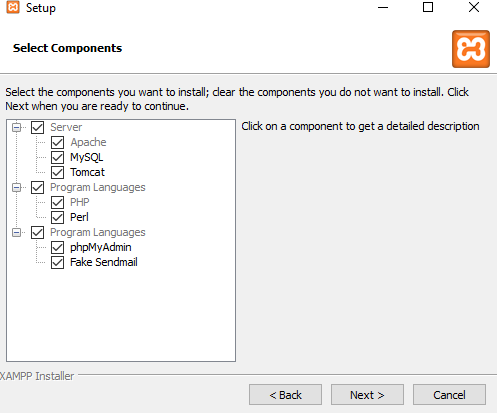 Setup
Select Components
Select the components you want to install; clear the components you do not want to install. Click
Next when you are ready to continue.
Server
Apache
MySQL
Tomcat
Program Languages
PHP
Perl
Program Languages
phpMyAdmin
Fake Sendmail
Click on a component to get a detailed description
XAMPP Installer
< Back
Next >
Cancel